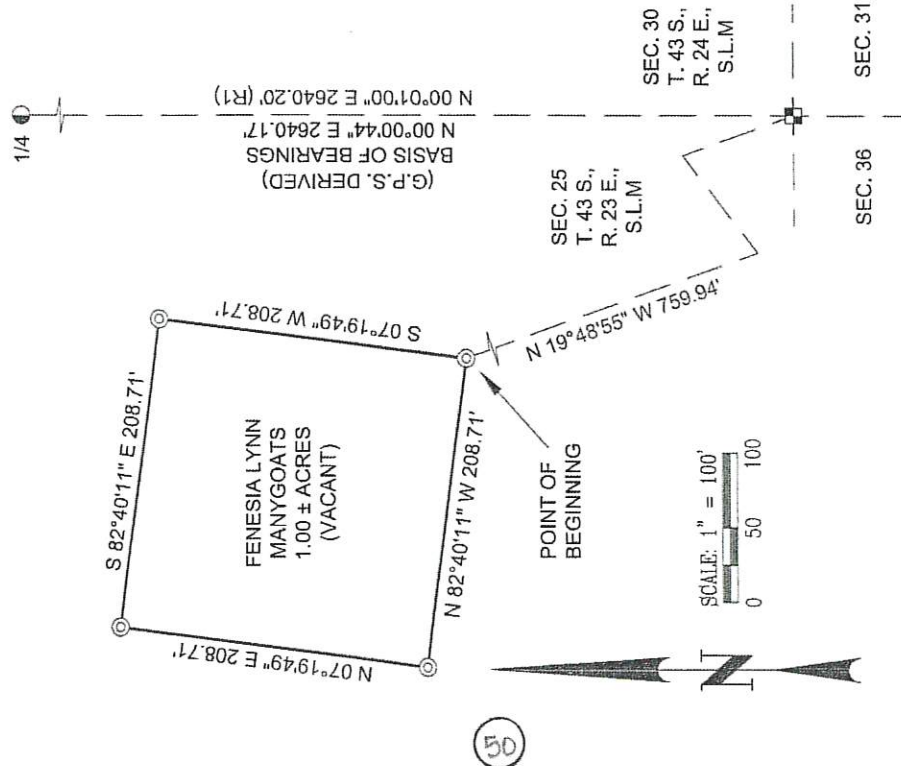 1/4
N 00°01'00" E 2640.20' (R1)
N 00°00'44" E 2640.17'
BASIS OF BEARINGS
(G.P.S. DERIVED)
SEC. 30
T. 43 S.,
R. 24 E.,
S.L.M
SEC. 25
T. 43 S.,
R. 23 E.,
S.L.M
SEC. 31
SEC. 36
S 82°40'11" E 208.71'
S 07°19'49" W 208.71'
FENESIA LYNN
MANYGOATS
1.00 ± ACRES
(VACANT)
N 07°19'49" E 208.71'
N 82°40'11" W 208.71'
N 19°48'55" W 759.94'
POINT OF
BEGINNING
SCALE: 1" = 100'
0 50 100
N
50